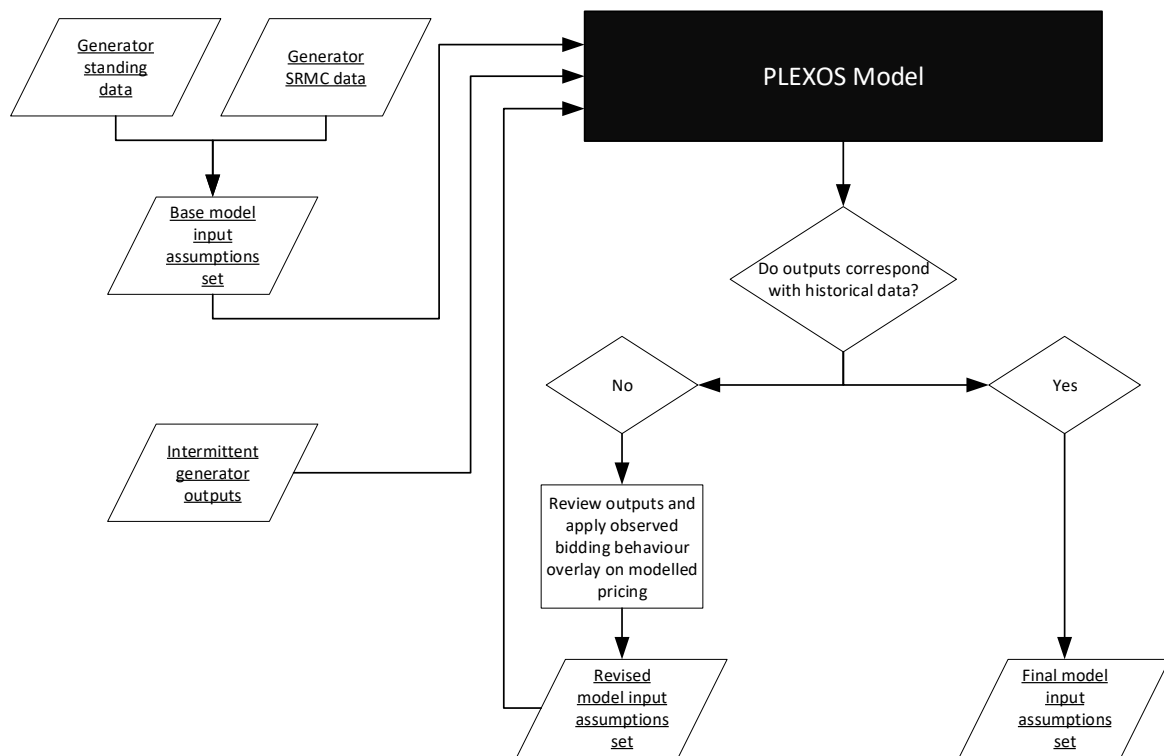 Generator
standing
data
Generator
SRMC data
PLEXOS Model
Base model
input
assumptions
set
Do outputs correspond
with historical data?
No
Yes
Intermittent
generator
outputs
Review outputs and
apply observed
bidding behaviour
overlay on modelled
pricing
Revised
model input
assumptions
set
Final model
input
assumptions
set